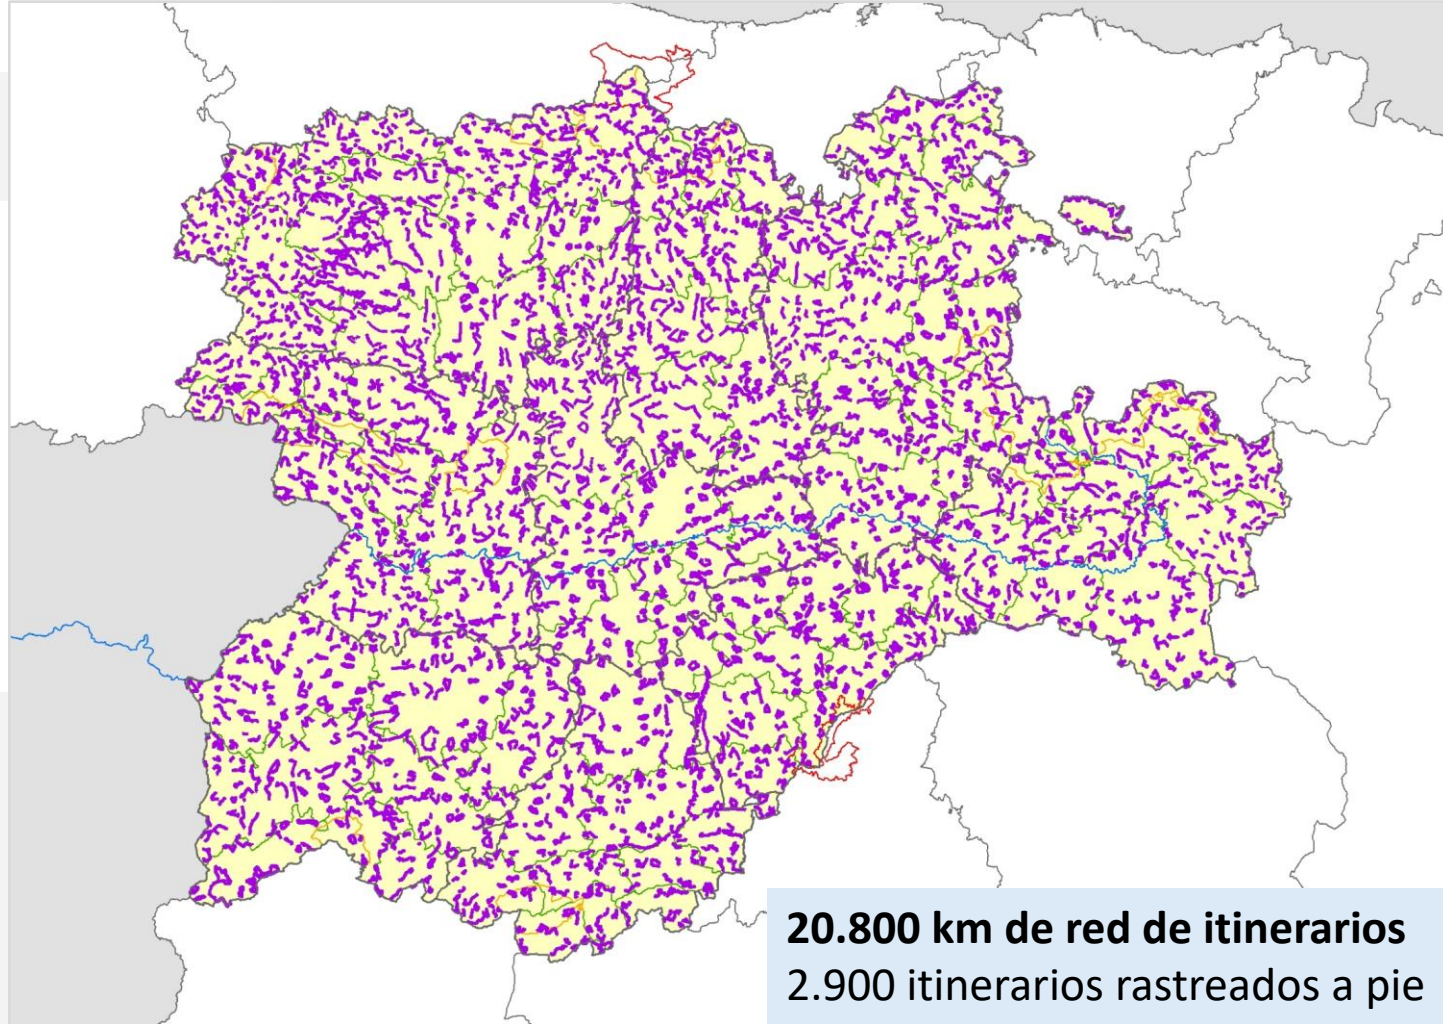 20.800 km de red de itinerarios
2.900 itinerarios rastreados a pie